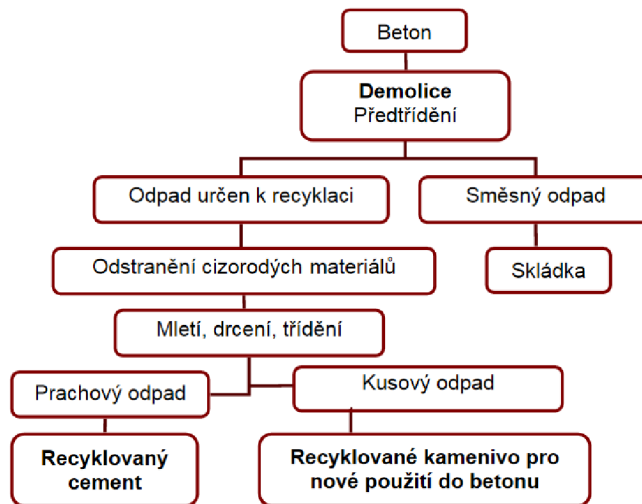 Beton
Demolice
Předtřídění
Odpad určen k recyklaci
Směsný odpad
Odstranění cizorodých materiálů
Skládka
Mletí, drcení, třídění
Prachový odpad
Kusový odpad
Recyklovaný
cement
Recyklované kamenivo pro
nové použití do betonu